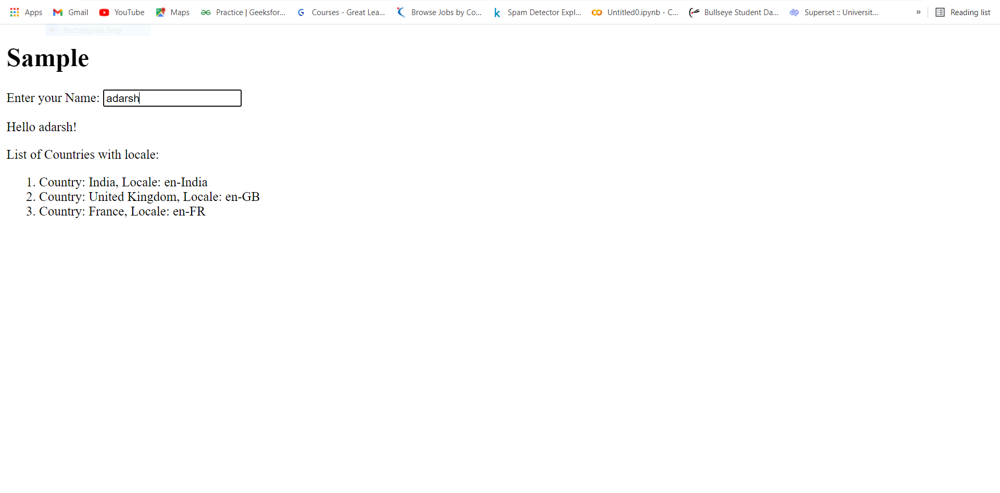 Apps Gmail YouTube Maps Practice | Geeksfor... Courses - Great Lea... Browse Jobs by Co... Spam Detector Expl... Untitled0.ipynb - C... Bullseye Student Da... Superset :: Universit... » Reading list
Rectangular Snip
Sample
Enter your Name: adarsh
Hello adarsh!
List of Countries with locale:
1. Country: India, Locale: en-India
2. Country: United Kingdom, Locale: en-GB
3. Country: France, Locale: en-FR